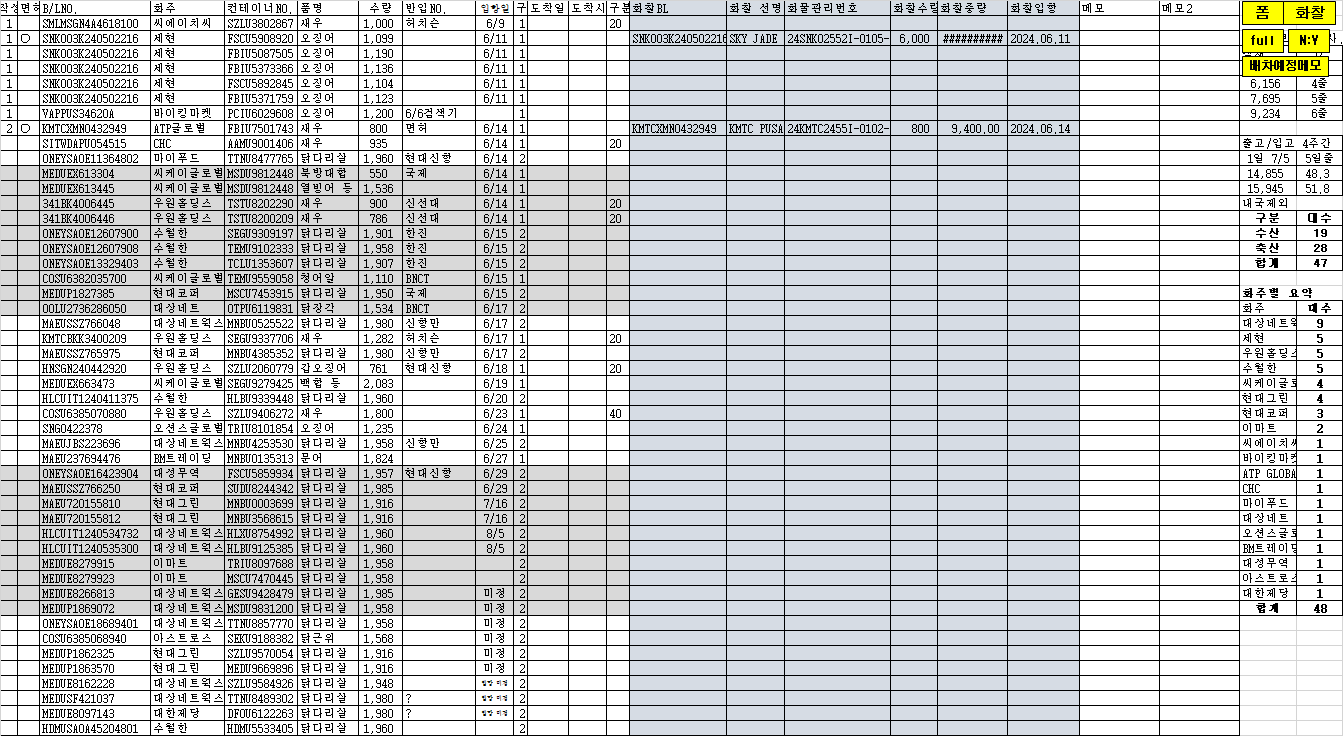 작성 면허 B/LNO. 화주 컨테이너NO. 품명 수량 반입NO. 입항일 구 도착일 도착시 구분 화찰BL 화찰 선명 화물관리번호 화찰수량 화찰중량 화찰입항 메모 메모2 폼 화찰
1 SMLMSGN4A4618100 씨에이치씨 SZLU3802867 새우 1,000 허치슨 6/9 1 20
1 ○ SNKO03K240502216 세현 FSCU5908920 오징어 1,099 6/11 1 SNKO03K240502216 SKY JADE 24SNKO2552I-0105- 6,000 ########## 2024.06.11 full N:Y
1 SNKO03K240502216 세현 FBIU5087505 오징어 1,190 6/11 1
1 SNKO03K240502216 세현 FBIU5373366 오징어 1,136 6/11 1 배차예정메모
1 SNKO03K240502216 세현 FSCU5892845 오징어 1,104 6/11 1 6,156 4줄
1 SNKO03K240502216 세현 FBIU5371759 오징어 1,123 6/11 1 7,695 5줄
1 VAPPUS34620A 바이킹마켓 PCIU6029608 오징어 1,200 6/6검색기 1 9,234 6줄
2 ○ KMTCXMN0432949 ATP글로벌 FBIU7501743 새우 800 면허 6/14 1 KMTCXMN0432949 KMTC PUSA 24KMTC2455I-0102- 800 9,400.00 2024.06.14
SITWDAPU054515 CHC AAMU9001406 새우 935 6/14 1 20 출고/입고 4주간
ONEYSAOE11364802 마이푸드 TTNU8477765 닭다리살 1,960 현대신항 6/14 2 1일 7/5 5일줄
MEDUEX613304 씨케이글로벌 MSDU9812448 북방대합 550 국제 6/14 1 14,855 48.3
MEDUEX613445 씨케이글로벌 MSDU9812448 열빙어 등 1,536 6/14 1 15,945 51.8
341BK4006445 우원홀딩스 TSTU8202290 새우 900 신선대 6/14 1 20 내국제외
341BK4006446 우원홀딩스 TSTU8200209 새우 786 신선대 6/14 1 20 구분 대수
ONEYSAOE12607900 수월한 SEGU9309197 닭다리살 1,901 한진 6/15 2 수산 19
ONEYSAOE12607908 수월한 TEMU9102333 닭다리살 1,958 한진 6/15 2 축산 28
ONEYSAOE13329403 수월한 TCLU1353607 닭다리살 1,907 한진 6/15 2 합계 47
COSU6382035700 씨케이글로벌 TEMU9559058 청어알 1,110 BNCT 6/15 1
MEDUP1827385 현대코퍼 MSCU7453915 닭다리살 1,950 국제 6/15 2 화주별 요약
OOLU2736286050 대상네트 OTPU6119831 닭장각 1,534 BNCT 6/17 2 화주 대수
MAEUSSZ766048 대상네트웍스 MNBU0525522 닭다리살 1,980 신항만 6/17 2 대상네트웍 9
KMTCBKK3400209 우원홀딩스 SEGU9337706 새우 1,282 허치슨 6/17 1 20 세현 5
MAEUSSZ765975 현대코퍼 MNBU4385352 닭다리살 1,980 신항만 6/17 2 우원홀딩스 5
HNSGN240442920 우원홀딩스 SZLU2060779 갑오징어 761 현대신항 6/18 1 20 수월한 5
MEDUEX663473 씨케이글로벌 SEGU9279425 백합 등 2,083 6/19 1 씨케이글로 4
HLCUIT1240411375 수월한 HLBU9339448 닭다리살 1,960 6/20 2 현대그린 4
COSU6385070880 우원홀딩스 SZLU9406272 새우 1,800 6/23 1 40 현대코퍼 3
SNG0422378 오션스글로벌 TRIU8101854 오징어 1,235 6/24 1 이마트 2
MAEUJBS223696 대상네트웍스 MNBU4253530 닭다리살 1,958 신항만 6/25 2 씨에이치씨 1
MAEU237694476 BM트레이딩 MNBU0135313 문어 1,824 6/27 1 바이킹마켓 1
ONEYSAOE16423904 대성무역 FSCU5859934 닭다리살 1,957 현대신항 6/29 2 ATP GLOBA 1
MAEUSSZ766250 현대코퍼 SUDU8244342 닭다리살 1,985 6/29 2 CHC 1
MAEU720155810 현대그린 MNBU0003699 닭다리살 1,916 7/16 2 마이푸드 1
MAEU720155812 현대그린 MNBU3568615 닭다리살 1,916 7/16 2 대상네트 1
HLCUIT1240534732 대상네트웍스 HLXU8754992 닭다리살 1,960 8/5 2 오션스글로 1
HLCUIT1240535300 대상네트웍스 HLBU9125385 닭다리살 1,960 8/5 2 BM트레이딩 1
MEDUE8279915 이마트 TRIU8097688 닭다리살 1,958 2 대성무역 1
MEDUE8279923 이마트 MSCU7470445 닭다리살 1,958 2 아스트로스 1
MEDUE8266813 대상네트웍스 GESU9428479 닭다리살 1,985 미정 2 대한제당 1
MEDUP1869072 대상네트웍스 MSDU9831200 닭다리살 1,958 미정 2 합계 48
ONEYSAOE18689401 대상네트웍스 TTNU8857770 닭다리살 1,958 미정 2
COSU6385068940 아스트로스 SEKU9188382 닭근위 1,568 미정 2
MEDUP1862325 현대그린 SZLU9570054 닭다리살 1,916 미정 2
MEDUP1863570 현대그린 MEDU9669896 닭다리살 1,916 미정 2
MEDUE8162228 대상네트웍스 SZLU9584926 닭다리살 1,948 2
MEDUSF421037 대상네트웍스 TTNU8489302 닭다리살 1,980 ? 2
MEDUE8097143 대한제당 DFOU6122263 닭다리살 1,980 ? 2
HDMUSAOA45204801 수월한 HDMU5533405 닭다리살 1,960 2